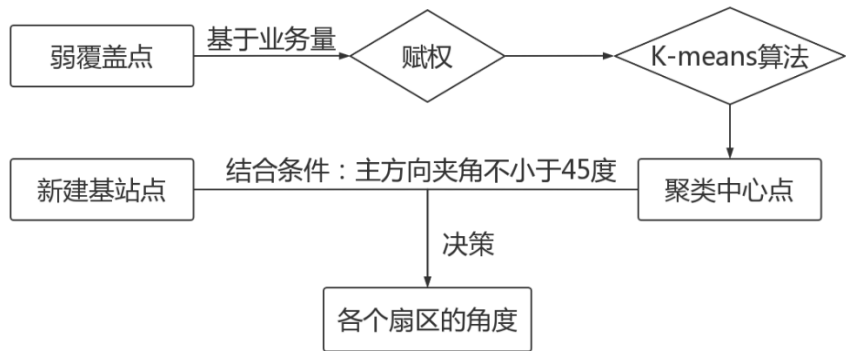 弱覆盖点
基于业务量
赋权
K-means算法
新建基站点
结合条件：主方向夹角不小于45度
聚类中心点
决策
各个扇区的角度